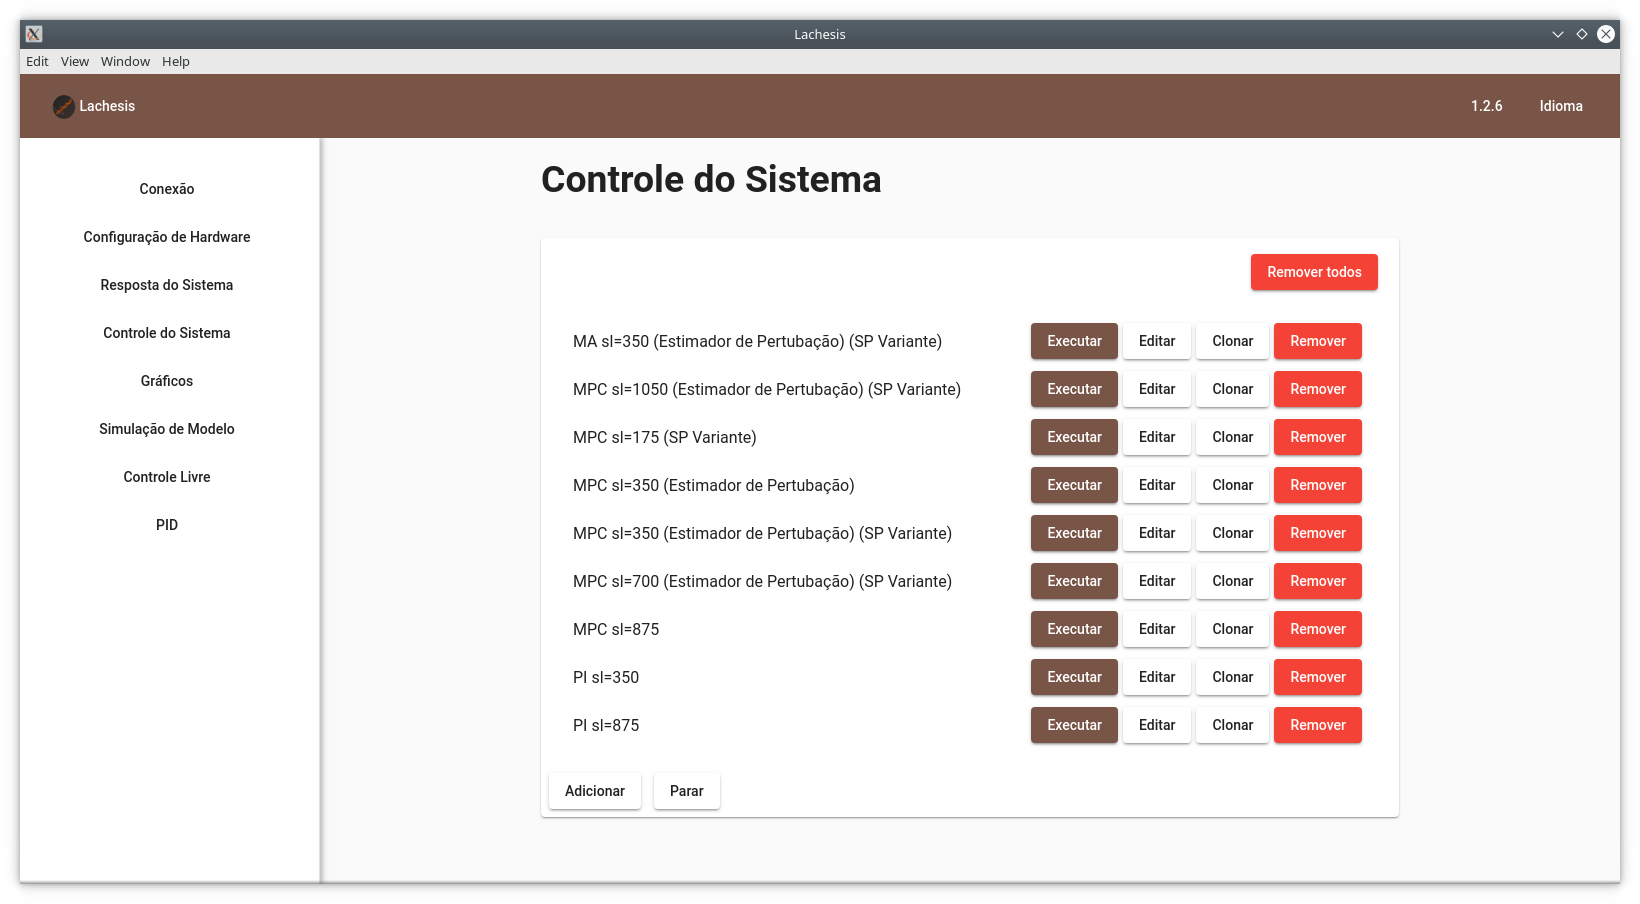 Lachesis
Edit View Window Help
Lachesis 1.2.6 Idioma
Conexão
Configuração de Hardware
Resposta do Sistema
Controle do Sistema
Gráficos
Simulação de Modelo
Controle Livre
PID
Controle do Sistema
Remover todos
MA sl=350 (Estimador de Pertubação) (SP Variante) Executar Editar Clonar Remover
MPC sl=1050 (Estimador de Pertubação) (SP Variante) Executar Editar Clonar Remover
MPC sl=175 (SP Variante) Executar Editar Clonar Remover
MPC sl=350 (Estimador de Pertubação) Executar Editar Clonar Remover
MPC sl=350 (Estimador de Pertubação) (SP Variante) Executar Editar Clonar Remover
MPC sl=700 (Estimador de Pertubação) (SP Variante) Executar Editar Clonar Remover
MPC sl=875 Executar Editar Clonar Remover
PI sl=350 Executar Editar Clonar Remover
PI sl=875 Executar Editar Clonar Remover
Adicionar Parar